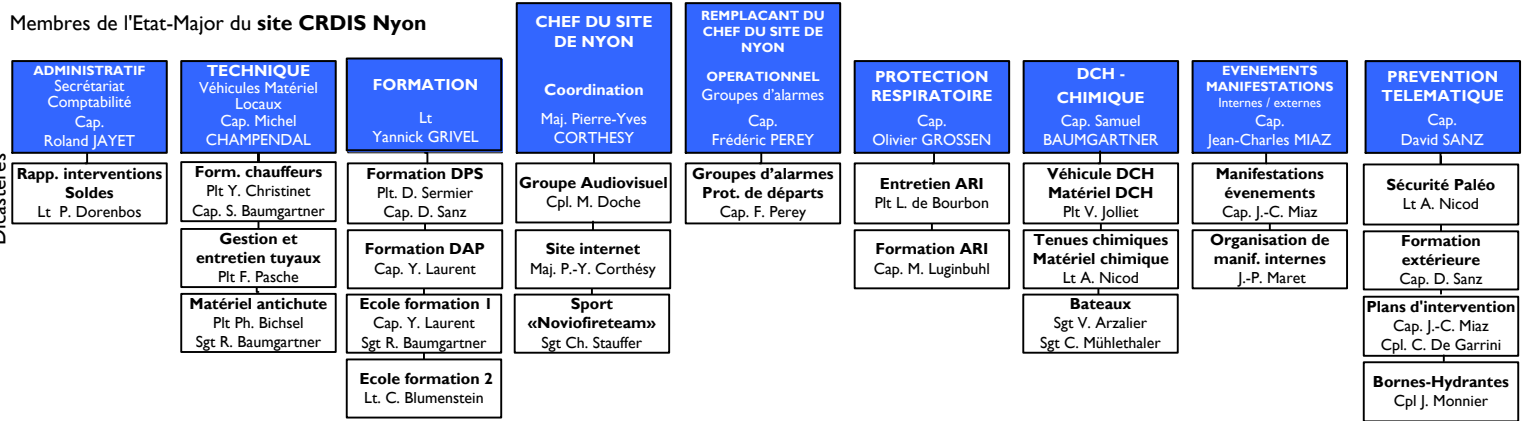 Membres de l'Etat-Major du site CRDIS Nyon
Dicastères
ADMINISTRATIF
Secrétariat
Comptabilité
Cap.
Roland JAYET
Rapp. interventions
Soldes
Lt P. Dorenbos
TECHNIQUE
Véhicules Matériel
Locaux
Cap. Michel
CHAMPENDAL
Form. chauffeurs
Plt Y. Christinet
Cap. S. Baumgartner
Gestion et
entretien tuyaux
Plt F. Pasche
Matériel antichute
Plt Ph. Bichsel
Sgt R. Baumgartner
FORMATION
Lt
Yannick GRIVEL
Formation DPS
Plt. D. Sermier
Cap. D. Sanz
Formation DAP
Cap. Y. Laurent
Ecole formation 1
Cap. Y. Laurent
Sgt R. Baumgartner
Ecole formation 2
Lt. C. Blumenstein
CHEF DU SITE
DE NYON
Coordination
Maj. Pierre-Yves
CORTHESY
Groupe Audiovisuel
Cpl. M. Doche
Site internet
Maj. P.-Y. Corthésy
Sport
«Noviofireteam»
Sgt Ch. Stauffer
REMPLACANT DU
CHEF DU SITE DE
NYON
OPERATIONNEL
Groupes d'alarmes
Cap.
Frédéric PEREY
Groupes d'alarmes
Prot. de départs
Cap. F. Perey
PROTECTION
RESPIRATOIRE
Cap.
Olivier GROSSEN
Entretien ARI
Plt L. de Bourbon
Formation ARI
Cap. M. Luginbuhl
DCH -
CHIMIQUE
Cap. Samuel
BAUMGARTNER
Véhicule DCH
Matériel DCH
Plt V. Jolliet
Tenues chimiques
Matériel chimique
Lt A. Nicod
Bateaux
Sgt V. Arzalier
Sgt C. Mühlethaler
EVENEMENTS
MANIFESTATIONS
Internes / externes
Cap.
Jean-Charles MIAZ
Manifestations
évenements
Cap. J.-C. Miaz
Organisation de
manif. internes
J.-P. Maret
PREVENTION
TELEMATIQUE
Cap.
David SANZ
Sécurité Paléo
Lt A. Nicod
Formation
extérieure
Cap. D. Sanz
Plans d'intervention
Cap. J.-C. Miaz
Cpl. C. De Garrini
Bornes-Hydrantes
Cpl J. Monnier